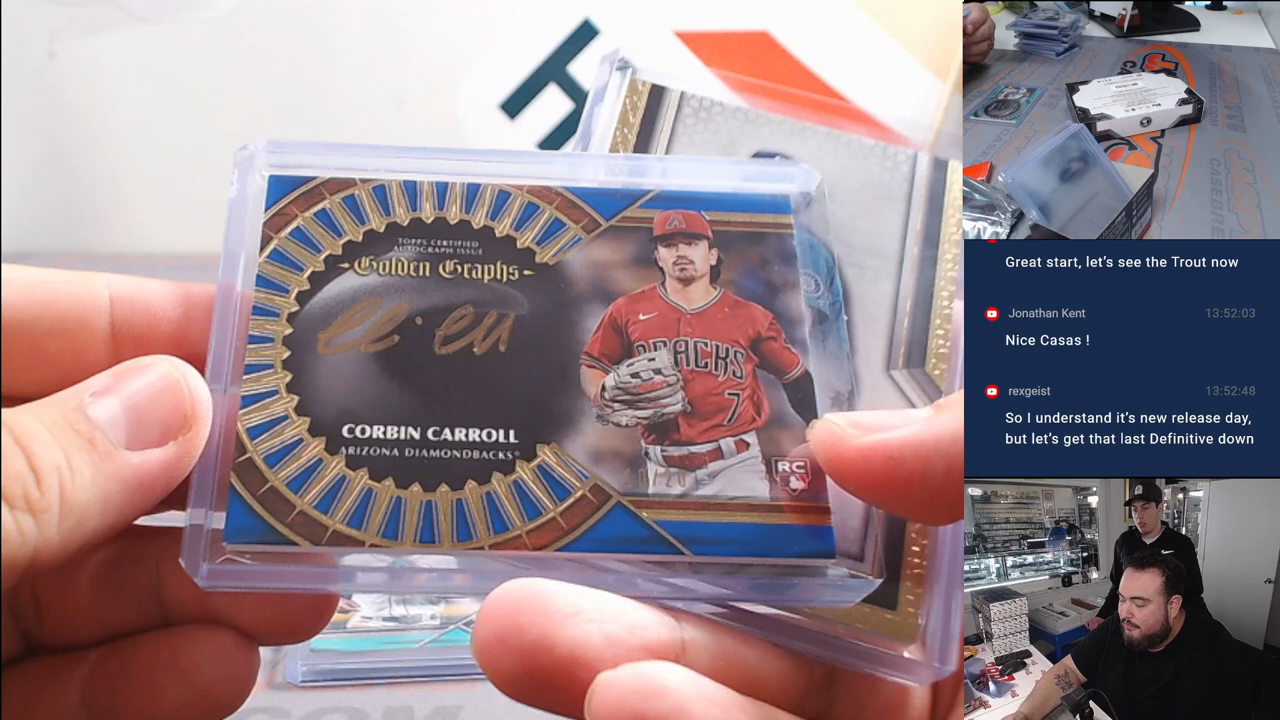 TOPPS CERTIFIED
AUTOGRAPH ISSUE
Golden Graphs
CORBIN CARROLL
ARIZONA DIAMONDBACKS
DBACKS
7
RC
Great start, let's see the Trout now
Jonathan Kent
13:52:03
Nice Casas !
rexgeist
13:52:48
So I understand it's new release day,
but let's get that last Definitive down